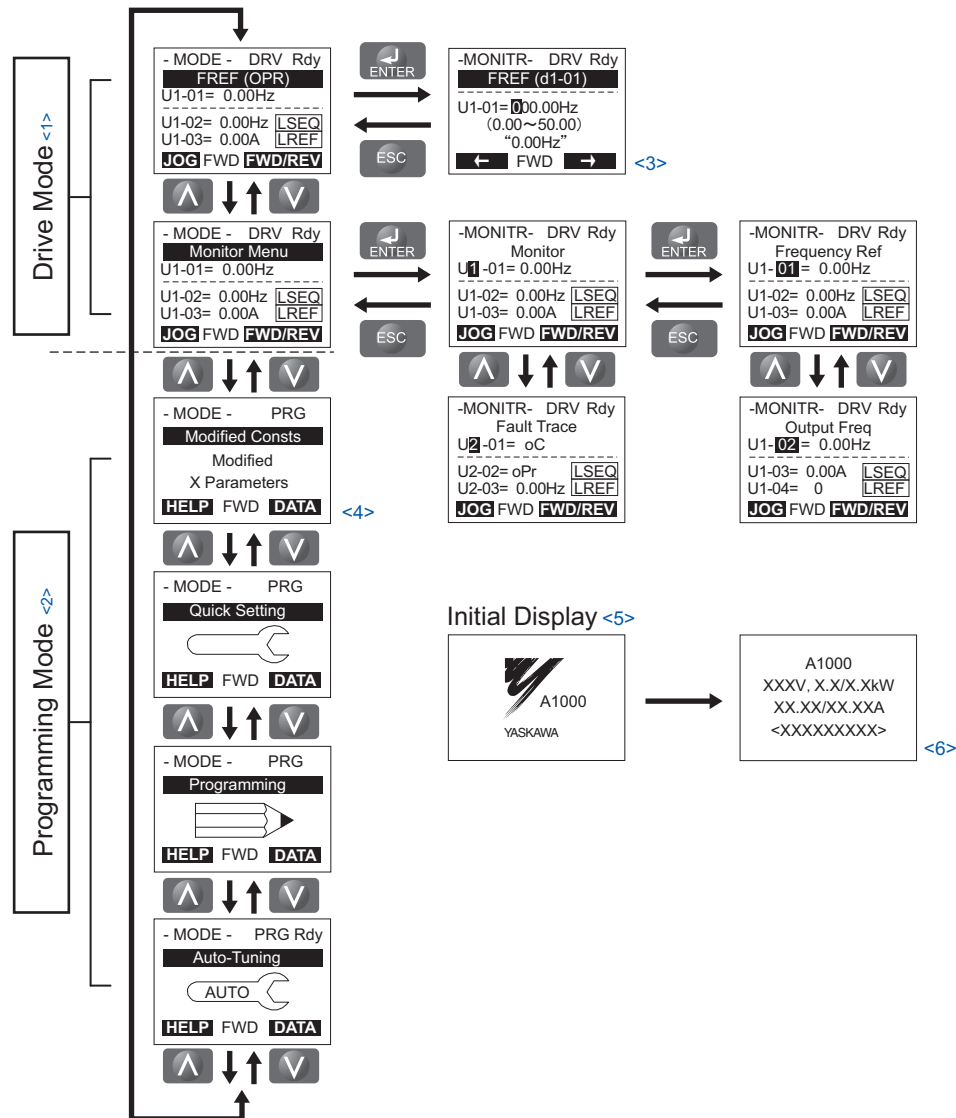 Drive Mode <1>
- MODE - DRV Rdy
FREF (OPR)
U1-01= 0.00Hz
U1-02= 0.00Hz LSEQ
U1-03= 0.00A LREF
JOG FWD FWD/REV
ENTER
ESC
-MONITR- DRV Rdy
FREF (d1-01)
U1-01= 000.00Hz
(0.00~50.00)
“0.00Hz”
← FWD →
<3>
- MODE - DRV Rdy
Monitor Menu
U1-01= 0.00Hz
U1-02= 0.00Hz LSEQ
U1-03= 0.00A LREF
JOG FWD FWD/REV
ENTER
ESC
-MONITR- DRV Rdy
Monitor
U1 -01= 0.00Hz
U1-02= 0.00Hz LSEQ
U1-03= 0.00A LREF
JOG FWD FWD/REV
ENTER
ESC
-MONITR- DRV Rdy
Frequency Ref
U1- 01 = 0.00Hz
U1-02= 0.00Hz LSEQ
U1-03= 0.00A LREF
JOG FWD FWD/REV
-MONITR- DRV Rdy
Fault Trace
U2 -01= oC
U2-02= oPr LSEQ
U2-03= 0.00Hz LREF
JOG FWD FWD/REV
-MONITR- DRV Rdy
Output Freq
U1- 02 = 0.00Hz
U1-03= 0.00A LSEQ
U1-04= 0 LREF
JOG FWD FWD/REV
Programming Mode <2>
- MODE - PRG
Modified Consts
Modified
X Parameters
HELP FWD DATA
<4>
- MODE - PRG
Quick Setting
HELP FWD DATA
- MODE - PRG
Programming
HELP FWD DATA
- MODE - PRG Rdy
Auto-Tuning
AUTO
HELP FWD DATA
Initial Display <5>
A1000
YASKAWA
A1000
XXXV, X.X/X.XkW
XX.XX/XX.XXA
<XXXXXXXXX>
<6>